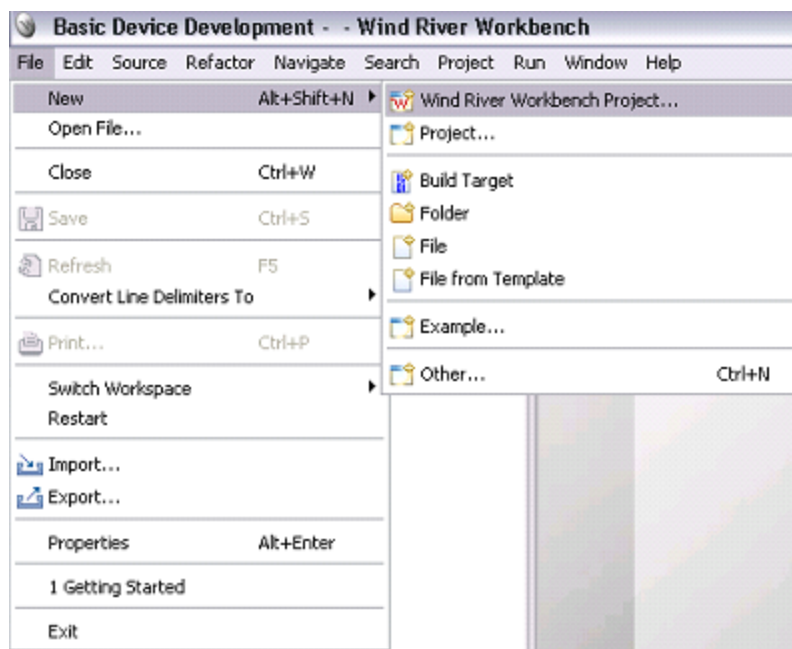 Basic Device Development - - Wind River Workbench
File Edit Source Refactor Navigate Search Project Run Window Help
New Alt+Shift+N
Open File...
Close Ctrl+W
Save Ctrl+S
Refresh F5
Convert Line Delimiters To
Print... Ctrl+P
Switch Workspace
Restart
Import...
Export...
Properties Alt+Enter
1 Getting Started
Exit
Wind River Workbench Project...
Project...
Build Target
Folder
File
File from Template
Example...
Other... Ctrl+N